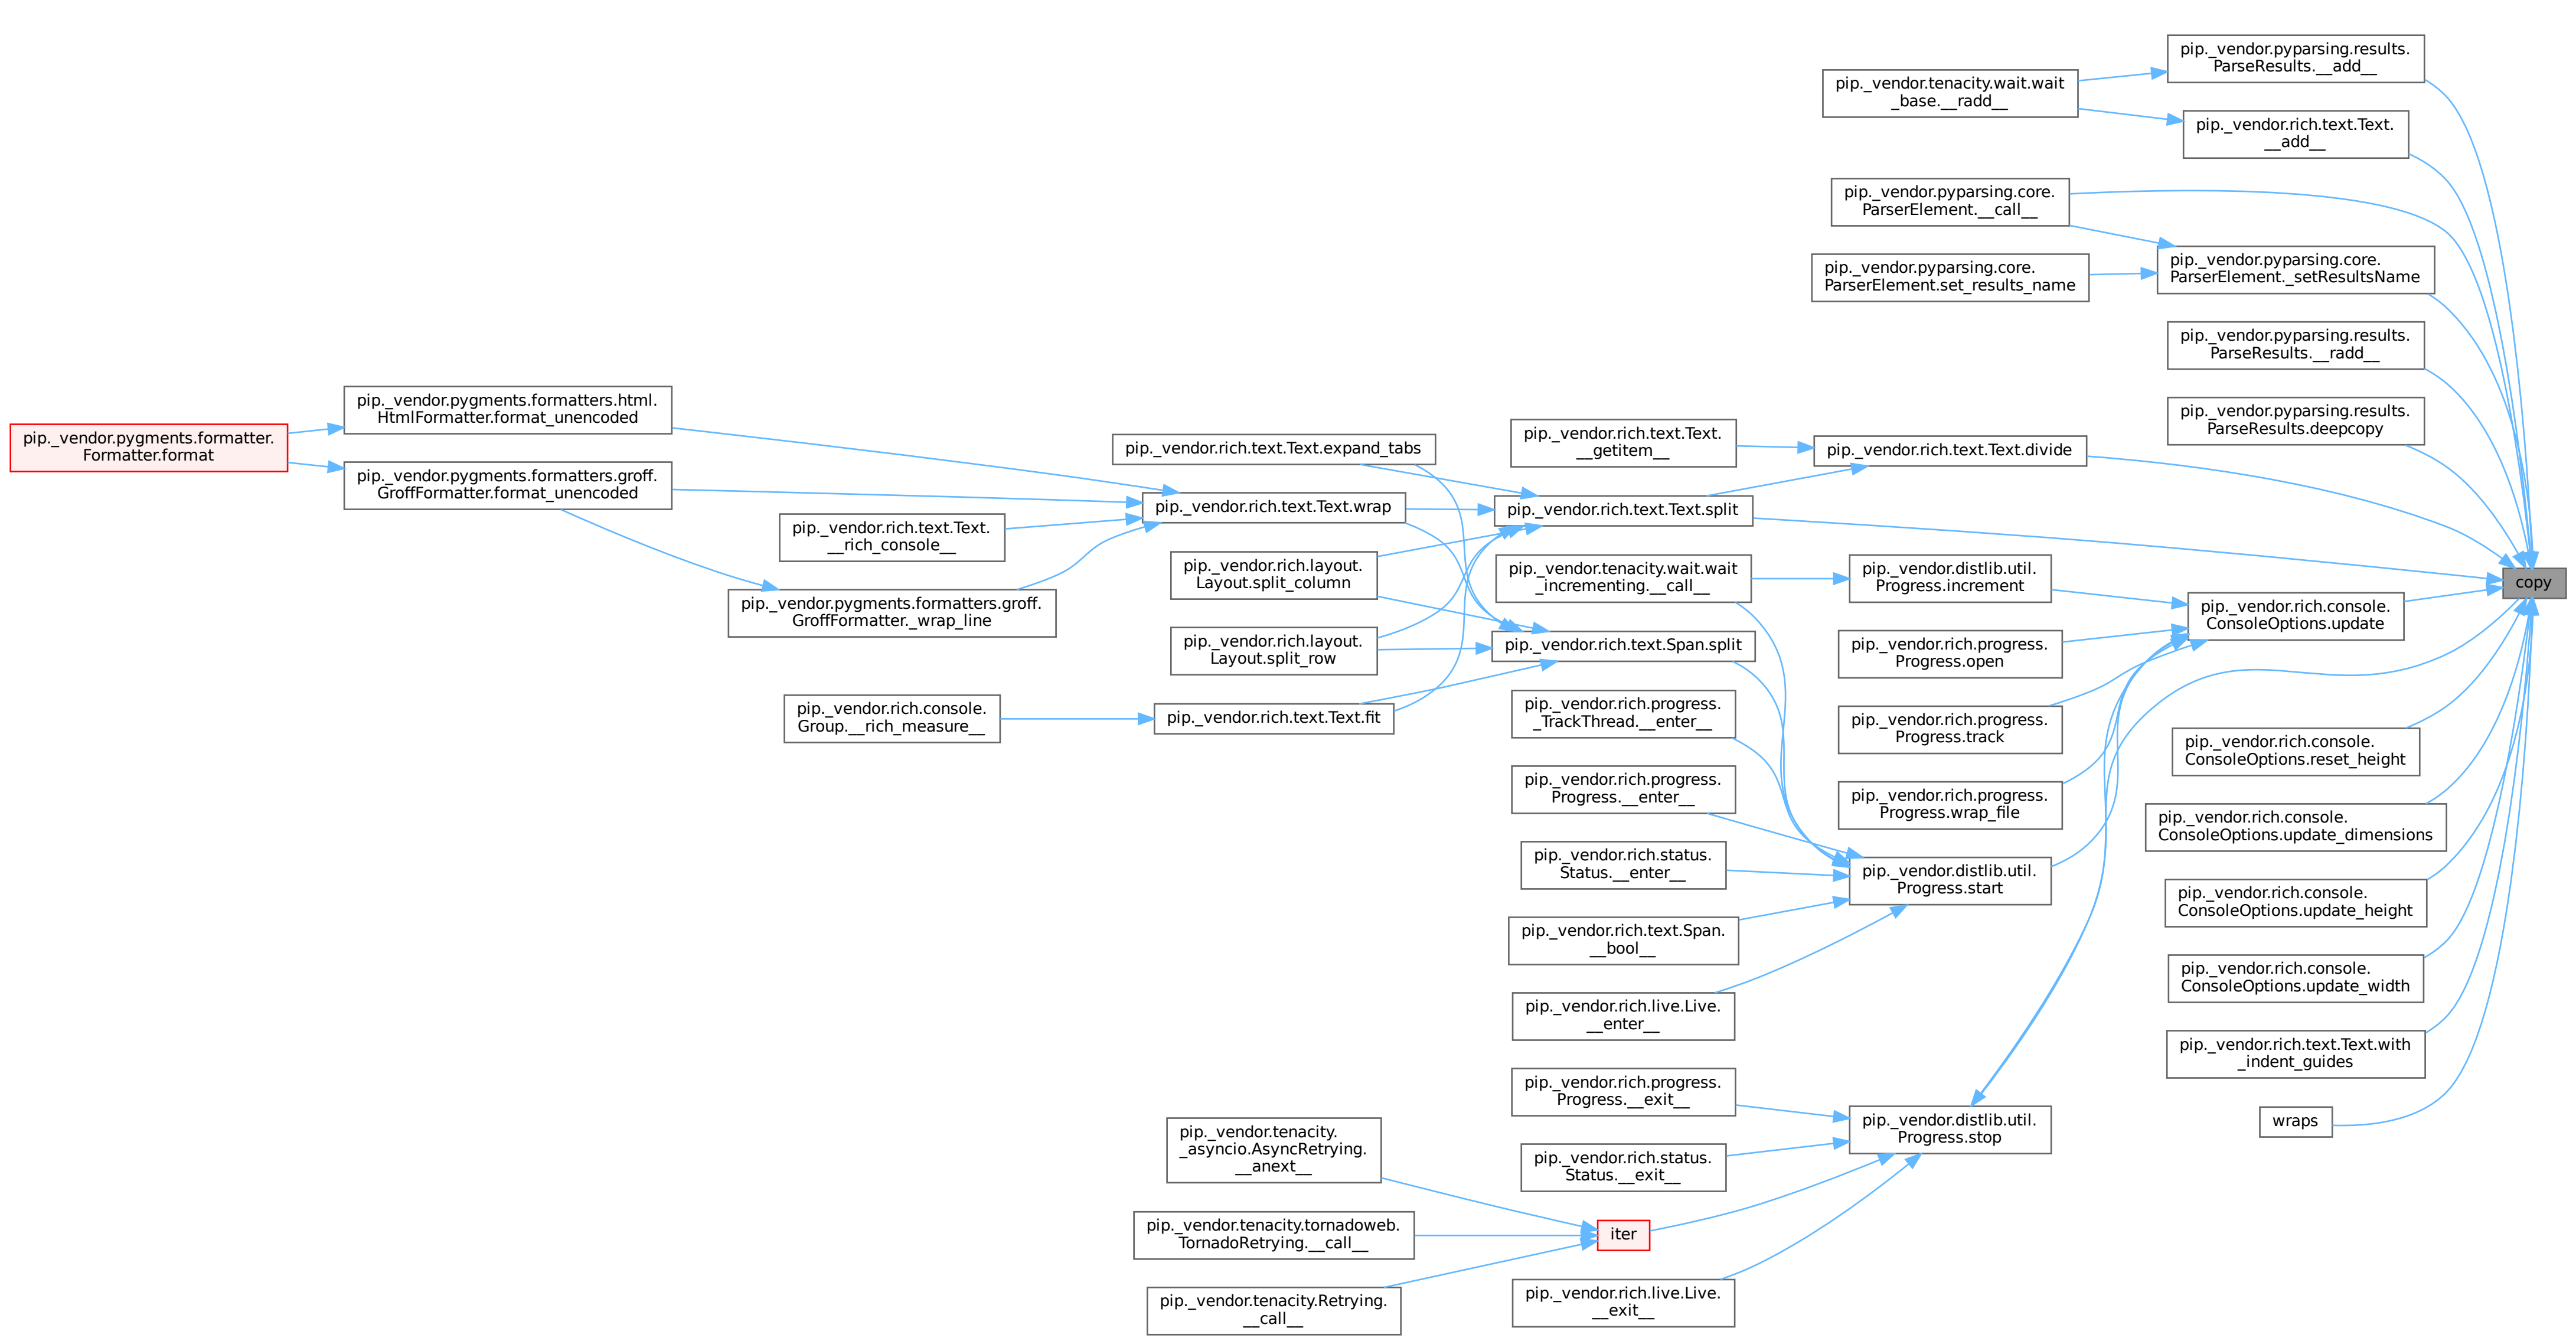 pip._vendor.pyparsing.results.
ParseResults.__add__
pip._vendor.tenacity.wait.wait
_base.__radd__
pip._vendor.rich.text.Text.
__add__
pip._vendor.pyparsing.core.
ParserElement.__call__
pip._vendor.pyparsing.core.
ParserElement._setResultsName
pip._vendor.pyparsing.core.
ParserElement.set_results_name
pip._vendor.pyparsing.results.
ParseResults.__radd__
pip._vendor.pyparsing.results.
ParseResults.deepcopy
pip._vendor.pygments.formatters.html.
HtmlFormatter.format_unencoded
pip._vendor.pygments.formatter.
Formatter.format
pip._vendor.pygments.formatters.groff.
GroffFormatter.format_unencoded
pip._vendor.rich.text.Text.expand_tabs
pip._vendor.rich.text.Text.
__getitem__
pip._vendor.rich.text.Text.divide
pip._vendor.rich.text.Text.wrap
pip._vendor.rich.text.Text.split
pip._vendor.rich.text.Text.
__rich_console__
pip._vendor.rich.layout.
Layout.split_column
pip._vendor.tenacity.wait.wait
_incrementing.__call__
pip._vendor.distlib.util.
Progress.increment
copy
pip._vendor.pygments.formatters.groff.
GroffFormatter._wrap_line
pip._vendor.rich.console.
ConsoleOptions.update
pip._vendor.rich.layout.
Layout.split_row
pip._vendor.rich.text.Span.split
pip._vendor.rich.progress.
Progress.open
pip._vendor.rich.console.
Group.__rich_measure__
pip._vendor.rich.text.Text.fit
pip._vendor.rich.progress.
_TrackThread.__enter__
pip._vendor.rich.progress.
Progress.track
pip._vendor.rich.console.
ConsoleOptions.reset_height
pip._vendor.rich.progress.
Progress.__enter__
pip._vendor.rich.progress.
Progress.wrap_file
pip._vendor.rich.console.
ConsoleOptions.update_dimensions
pip._vendor.rich.status.
Status.__enter__
pip._vendor.distlib.util.
Progress.start
pip._vendor.rich.console.
ConsoleOptions.update_height
pip._vendor.rich.text.Span.
__bool__
pip._vendor.rich.console.
ConsoleOptions.update_width
pip._vendor.rich.live.Live.
__enter__
pip._vendor.rich.text.Text.with
_indent_guides
pip._vendor.rich.progress.
Progress.__exit__
pip._vendor.distlib.util.
Progress.stop
wraps
pip._vendor.tenacity.
_asyncio.AsyncRetrying.
__anext__
pip._vendor.rich.status.
Status.__exit__
pip._vendor.tenacity.tornadoweb.
TornadoRetrying.__call__
iter
pip._vendor.tenacity.Retrying.
__call__
pip._vendor.rich.live.Live.
__exit__